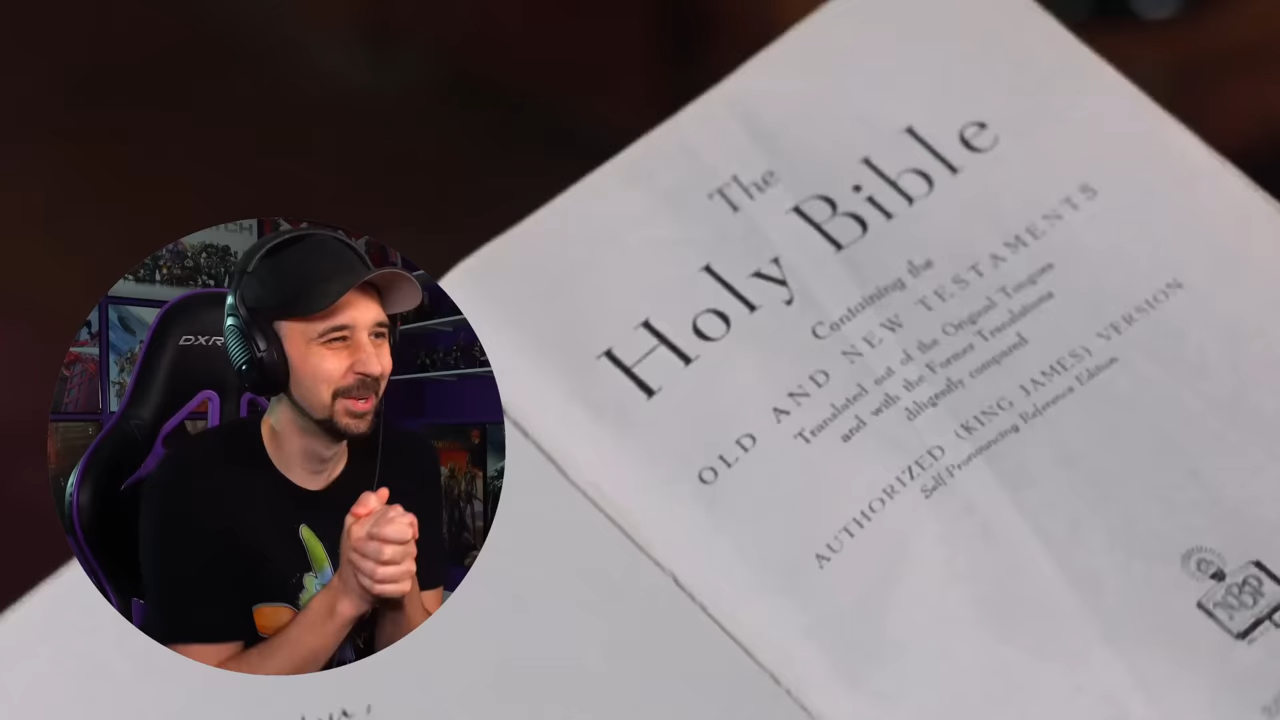 The
Holy Bible
Containing the
OLD AND NEW TESTAMENTS
Translated out of the Original Tongues
and with the Former Translations
diligently compared
AUTHORIZED (KING JAMES) VERSION
Self-Pronouncing Reference Edition
NBP
DXR